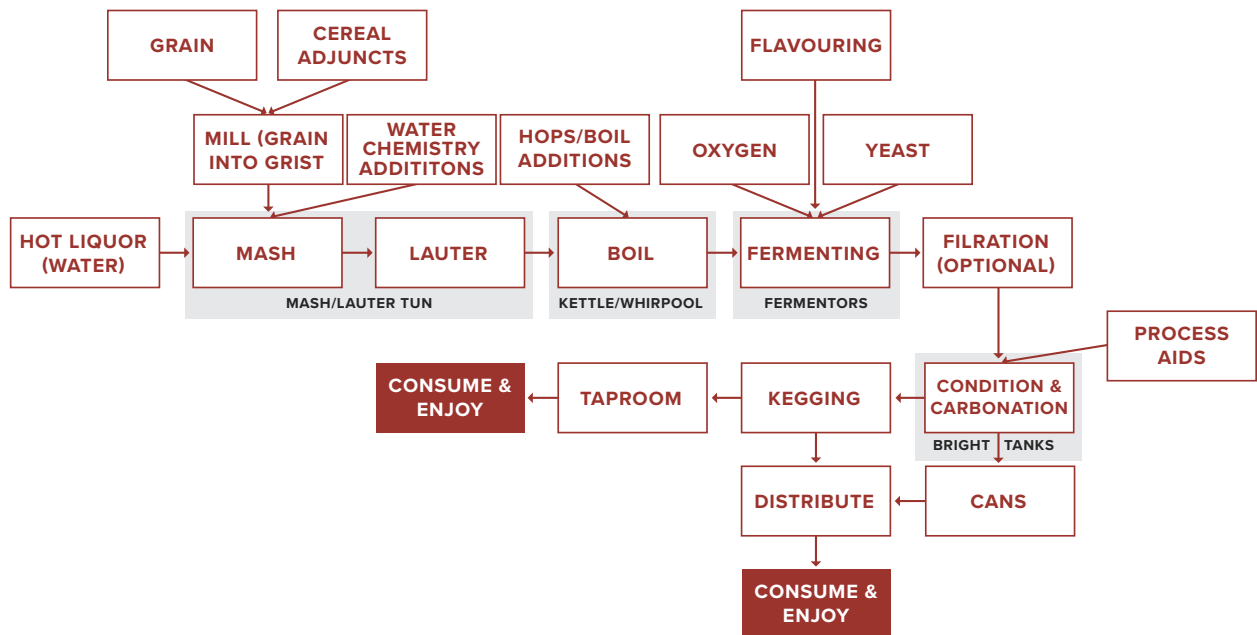 GRAIN
CEREAL
ADJUNCTS
FLAVOURING
MILL (GRAIN
INTO GRIST
WATER
CHEMISTRY
ADDITITONS
HOPS/BOIL
ADDITIONS
OXYGEN
YEAST
HOT LIQUOR
(WATER)
MASH
LAUTER
BOIL
FERMENTING
FILRATION
(OPTIONAL)
MASH/LAUTER TUN
KETTLE/WHIRPOOL
FERMENTORS
PROCESS
AIDS
CONSUME &
ENJOY
TAPROOM
KEGGING
CONDITION &
CARBONATION
BRIGHT TANKS
DISTRIBUTE
CANS
CONSUME &
ENJOY